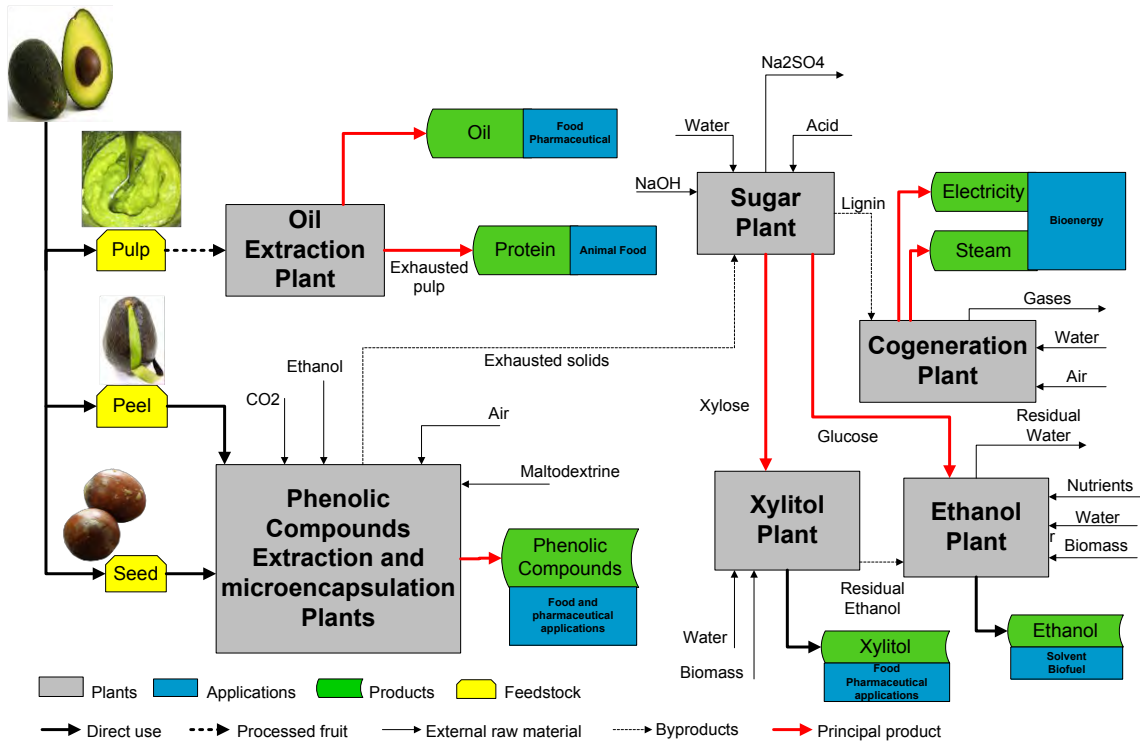 Pulp
Peel
Seed
Oil
Extraction
Plant
Oil
Food
Pharmaceutical
Protein
Animal Food
Exhausted
pulp
Exhausted solids
CO2
Ethanol
Air
Maltodextrine
Phenolic
Compounds
Extraction and
microencapsulation
Plants
Phenolic
Compounds
Food and
pharmaceutical
applications
Na2SO4
Water
Acid
NaOH
Sugar
Plant
Lignin
Electricity
Steam
Bioenergy
Gases
Cogeneration
Plant
Water
Air
Xylose
Glucose
Residual
Water
Xylitol
Plant
Ethanol
Plant
Nutrients
Water
r
Biomass
Residual
Ethanol
Water
Biomass
Xylitol
Food
Pharmaceutical
applications
Ethanol
Solvent
Biofuel
Plants
Applications
Products
Feedstock
Direct use
Processed fruit
External raw material
Byproducts
Principal product